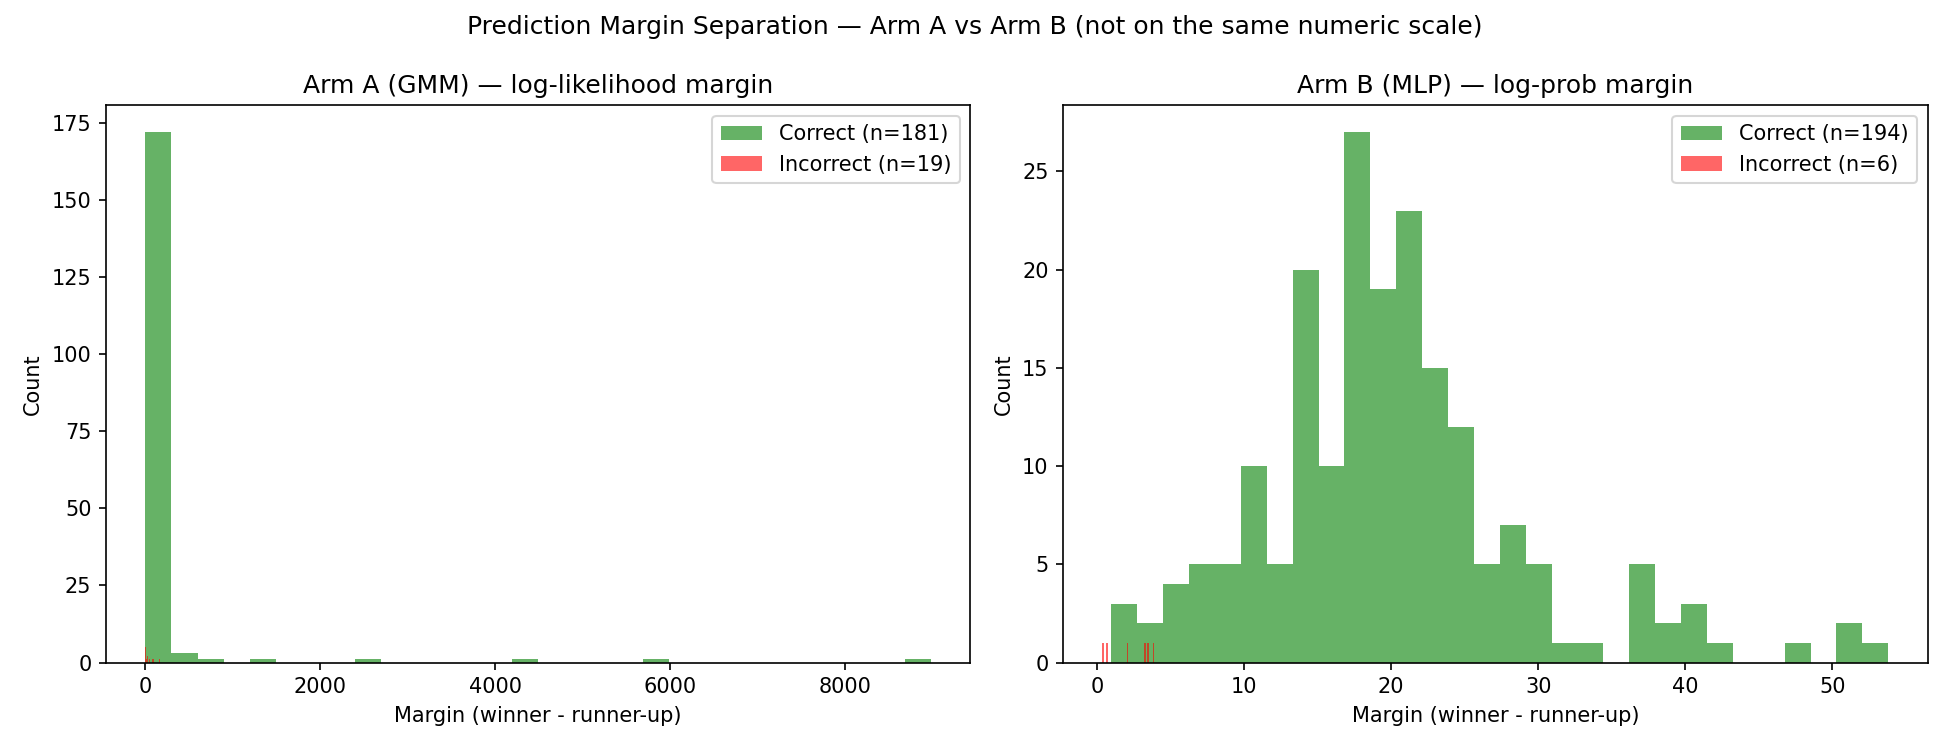 Prediction Margin Separation — Arm A vs Arm B (not on the same numeric scale)
Arm A (GMM) — log-likelihood margin
Correct (n=181)
Incorrect (n=19)
175
150
125
100
75
50
25
0
Count
0 2000 4000 6000 8000
Margin (winner - runner-up)
Arm B (MLP) — log-prob margin
Correct (n=194)
Incorrect (n=6)
25
20
15
10
5
0
Count
0 10 20 30 40 50
Margin (winner - runner-up)